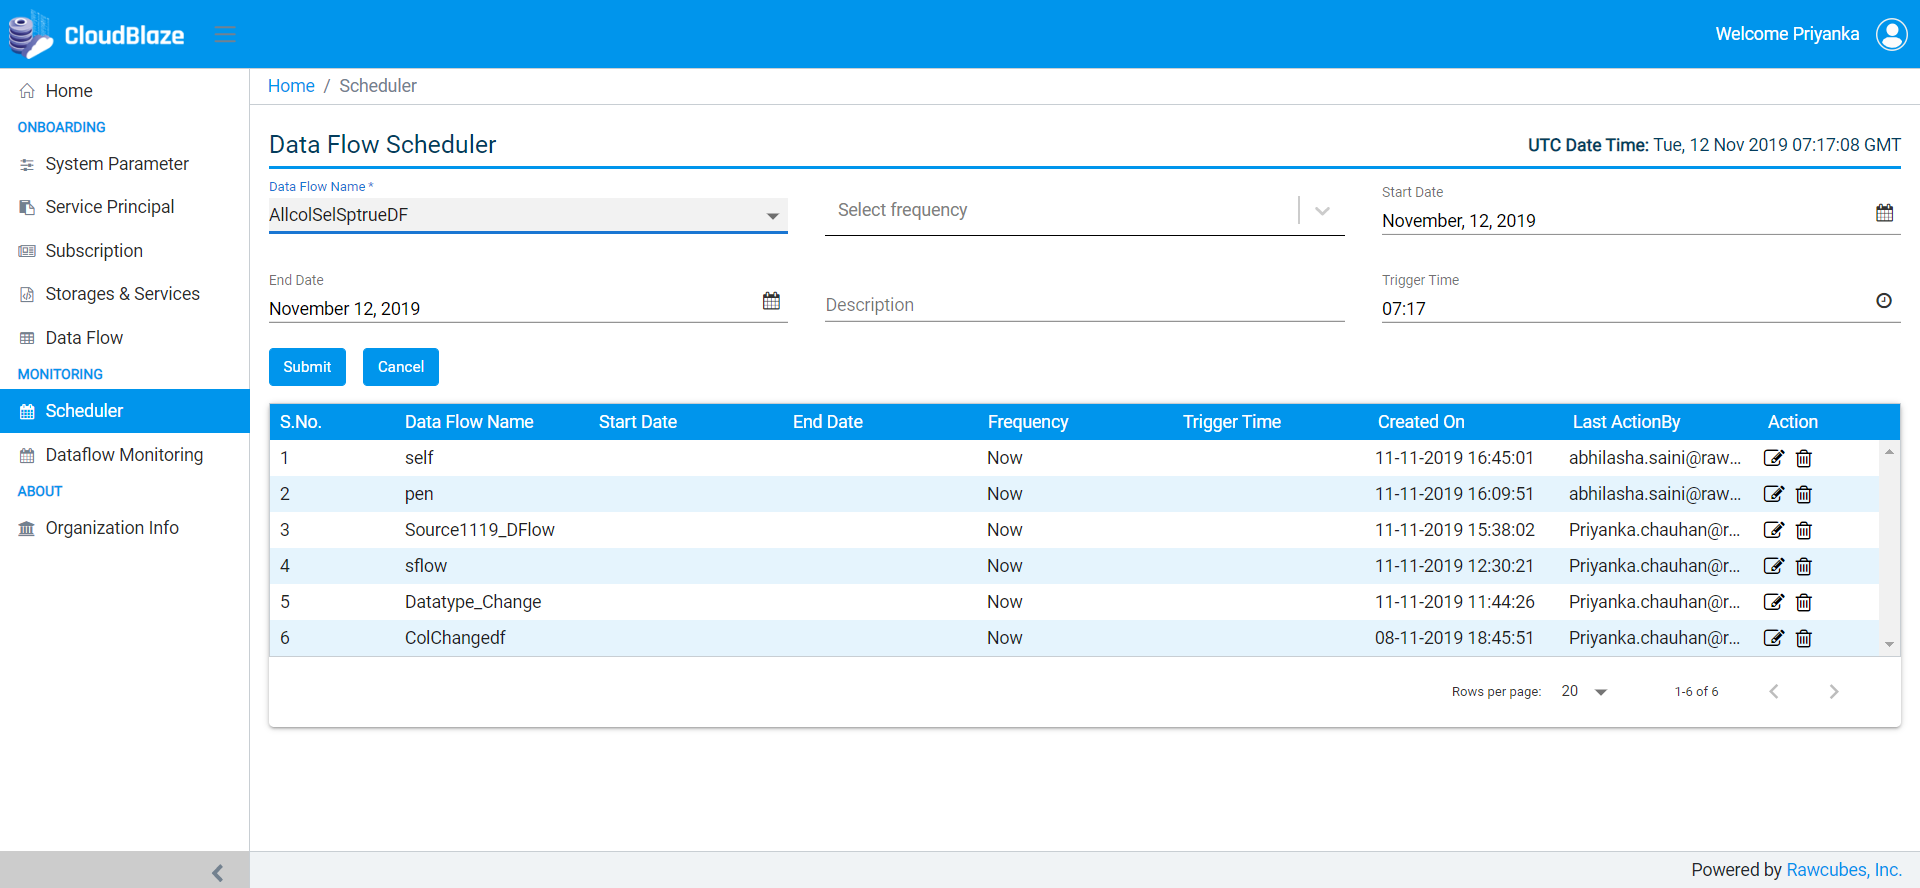 CloudBlaze
Welcome Priyanka
Home
ONBOARDING
System Parameter
Service Principal
Subscription
Storages & Services
Data Flow
MONITORING
Scheduler
Dataflow Monitoring
ABOUT
Organization Info
Home / Scheduler
Data Flow Scheduler
UTC Date Time: Tue, 12 Nov 2019 07:17:08 GMT
Data Flow Name *
AllcolSelSptrueDF
Select frequency
Start Date
November, 12, 2019
End Date
November 12, 2019
Description
Trigger Time
07:17
Submit Cancel
S.No. Data Flow Name Start Date End Date Frequency Trigger Time Created On Last ActionBy Action
1 self Now 11-11-2019 16:45:01 abhilasha.saini@raw...
2 pen Now 11-11-2019 16:09:51 abhilasha.saini@raw...
3 Source1119_DFlow Now 11-11-2019 15:38:02 Priyanka.chauhan@r...
4 sflow Now 11-11-2019 12:30:21 Priyanka.chauhan@r...
5 Datatype_Change Now 11-11-2019 11:44:26 Priyanka.chauhan@r...
6 ColChangedf Now 08-11-2019 18:45:51 Priyanka.chauhan@r...
Rows per page: 20 1-6 of 6
Powered by Rawcubes, Inc.